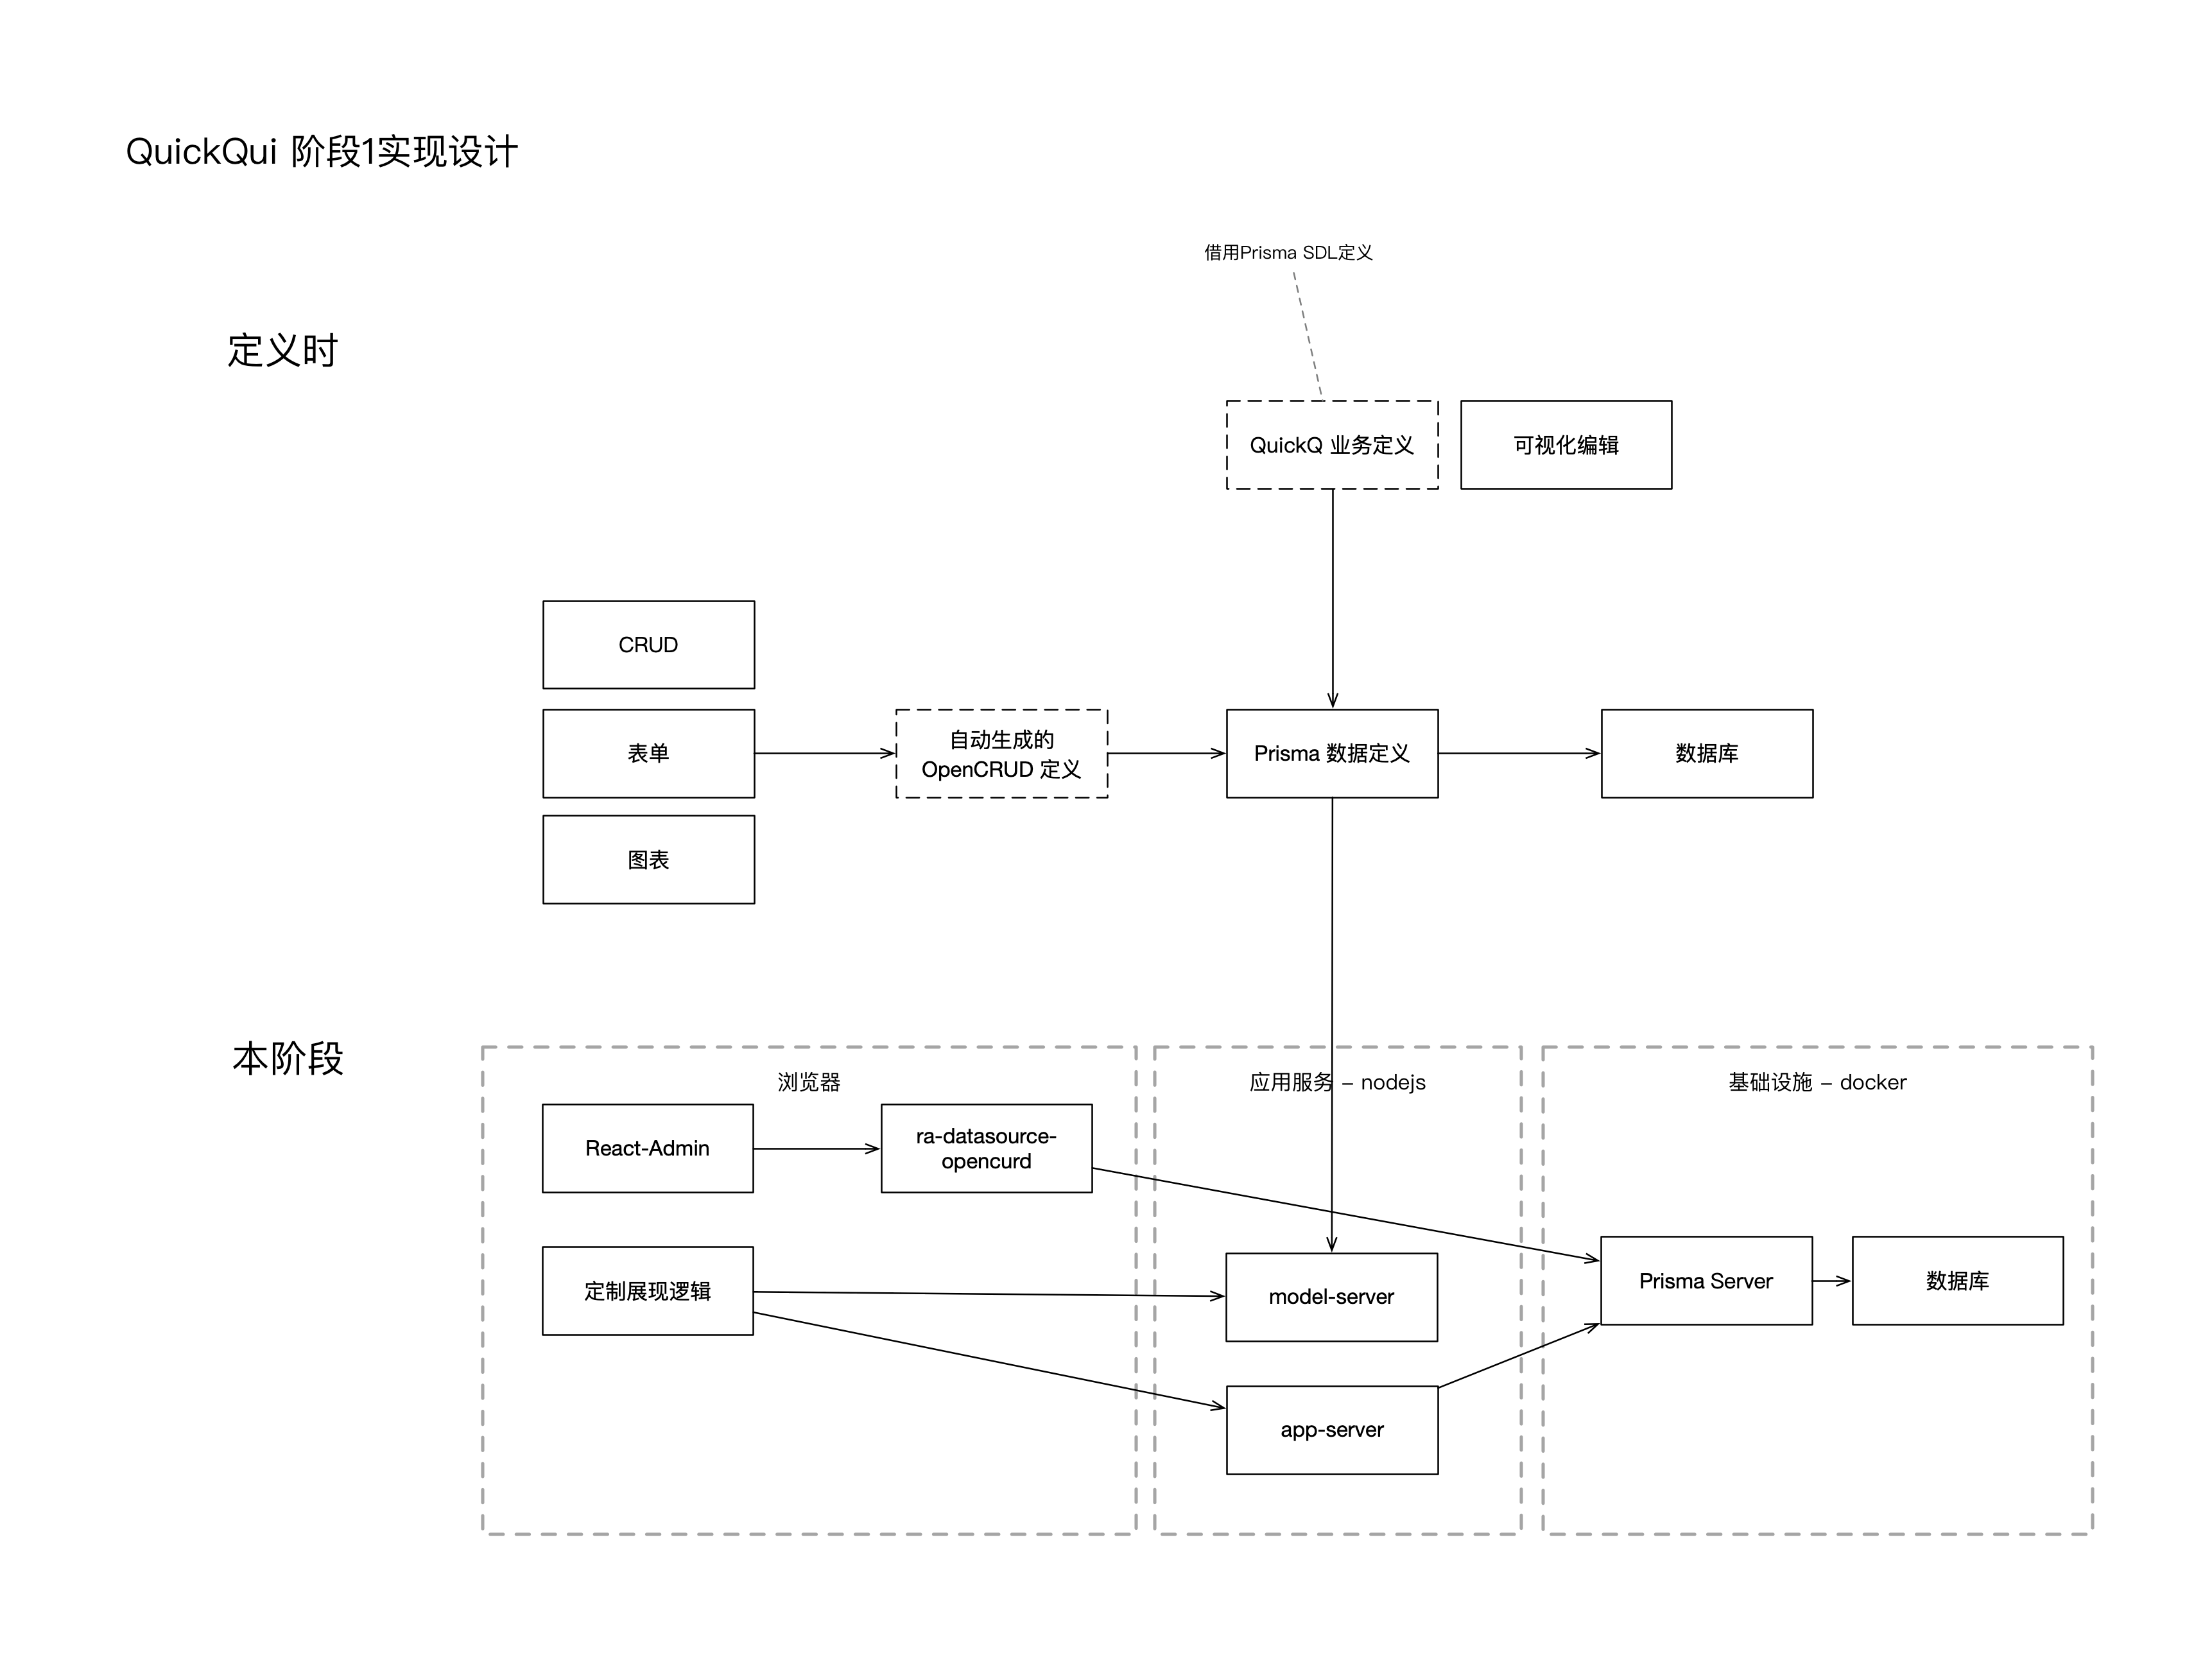 QuickQui 阶段1实现设计
借用Prisma SDL定义
定义时
QuickQ 业务定义
可视化编辑
CRUD
表单
自动生成的
OpenCRUD 定义
Prisma 数据定义
数据库
图表
本阶段
浏览器
应用服务 – nodejs
基础设施 – docker
React-Admin
ra-datasource-
opencurd
定制展现逻辑
model-server
Prisma Server
数据库
app-server